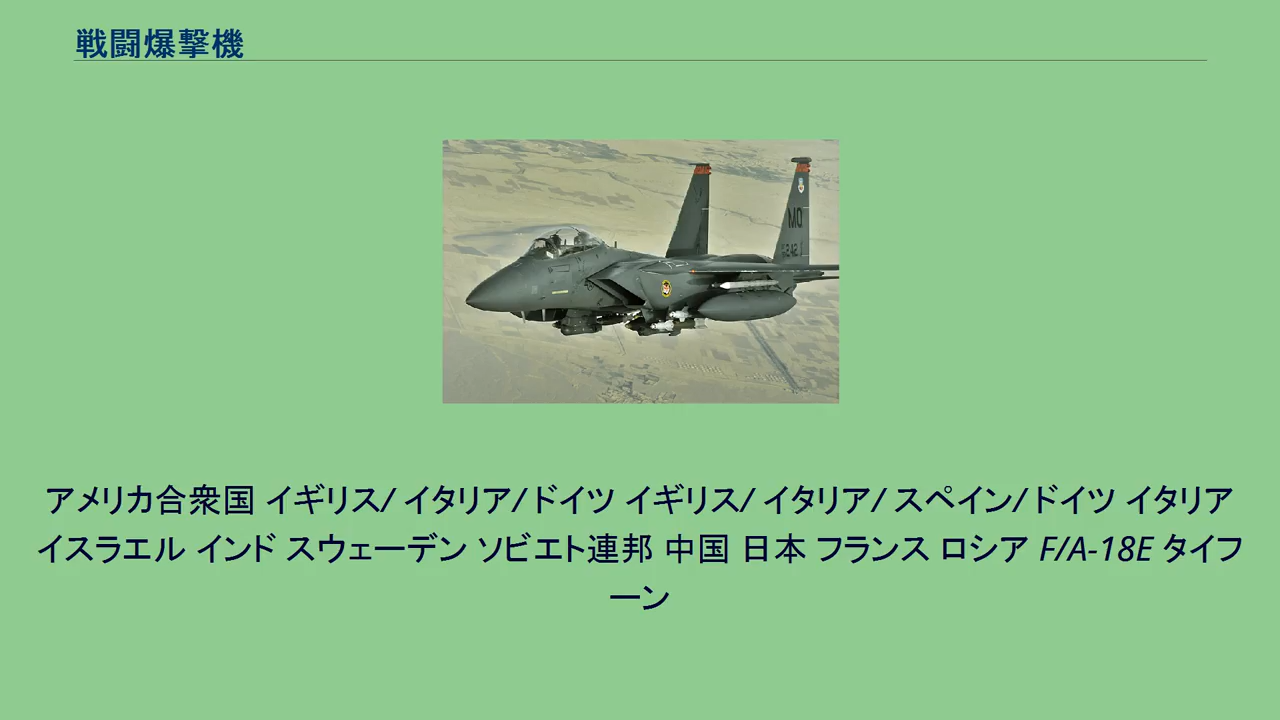 戦闘爆撃機
MO
アメリカ合衆国 イギリス/ イタリア/ドイツ イギリス/ イタリア/ スペイン/ドイツ イタリア
イスラエル インド スウェーデン ソビエト連邦 中国 日本 フランス ロシア F/A-18E タイフ
ーン